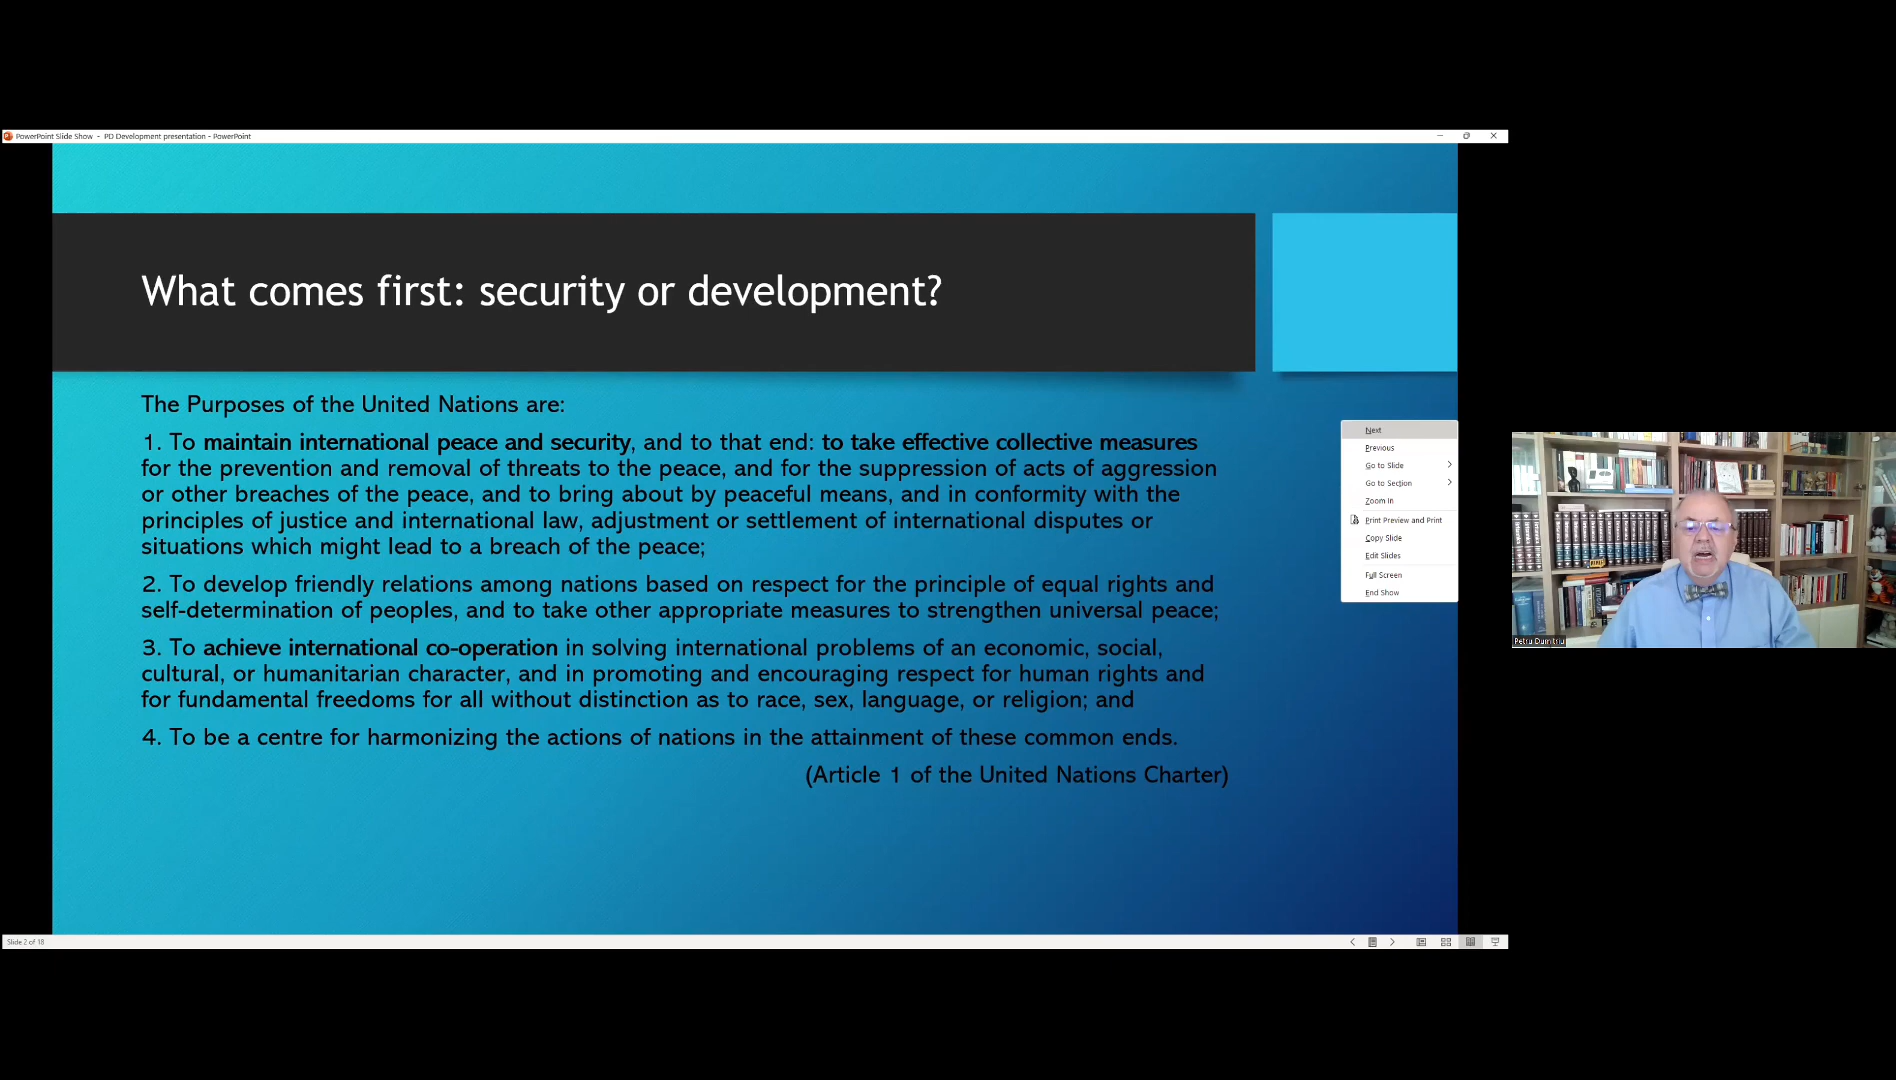 PowerPoint Slide Show - PD Development presentation - PowerPoint
What comes first: security or development?
The Purposes of the United Nations are:
1. To maintain international peace and security, and to that end: to take effective collective measures
for the prevention and removal of threats to the peace, and for the suppression of acts of aggression
or other breaches of the peace, and to bring about by peaceful means, and in conformity with the
principles of justice and international law, adjustment or settlement of international disputes or
situations which might lead to a breach of the peace;
2. To develop friendly relations among nations based on respect for the principle of equal rights and
self-determination of peoples, and to take other appropriate measures to strengthen universal peace;
3. To achieve international co-operation in solving international problems of an economic, social,
cultural, or humanitarian character, and in promoting and encouraging respect for human rights and
for fundamental freedoms for all without distinction as to race, sex, language, or religion; and
4. To be a centre for harmonizing the actions of nations in the attainment of these common ends.
(Article 1 of the United Nations Charter)
Next
Previous
Go to Slide
Go to Section
Zoom In
Print Preview and Print
Copy Slide
Edit Slides
Full Screen
End Show
Petru Dumitriu
Slide 2 of 18